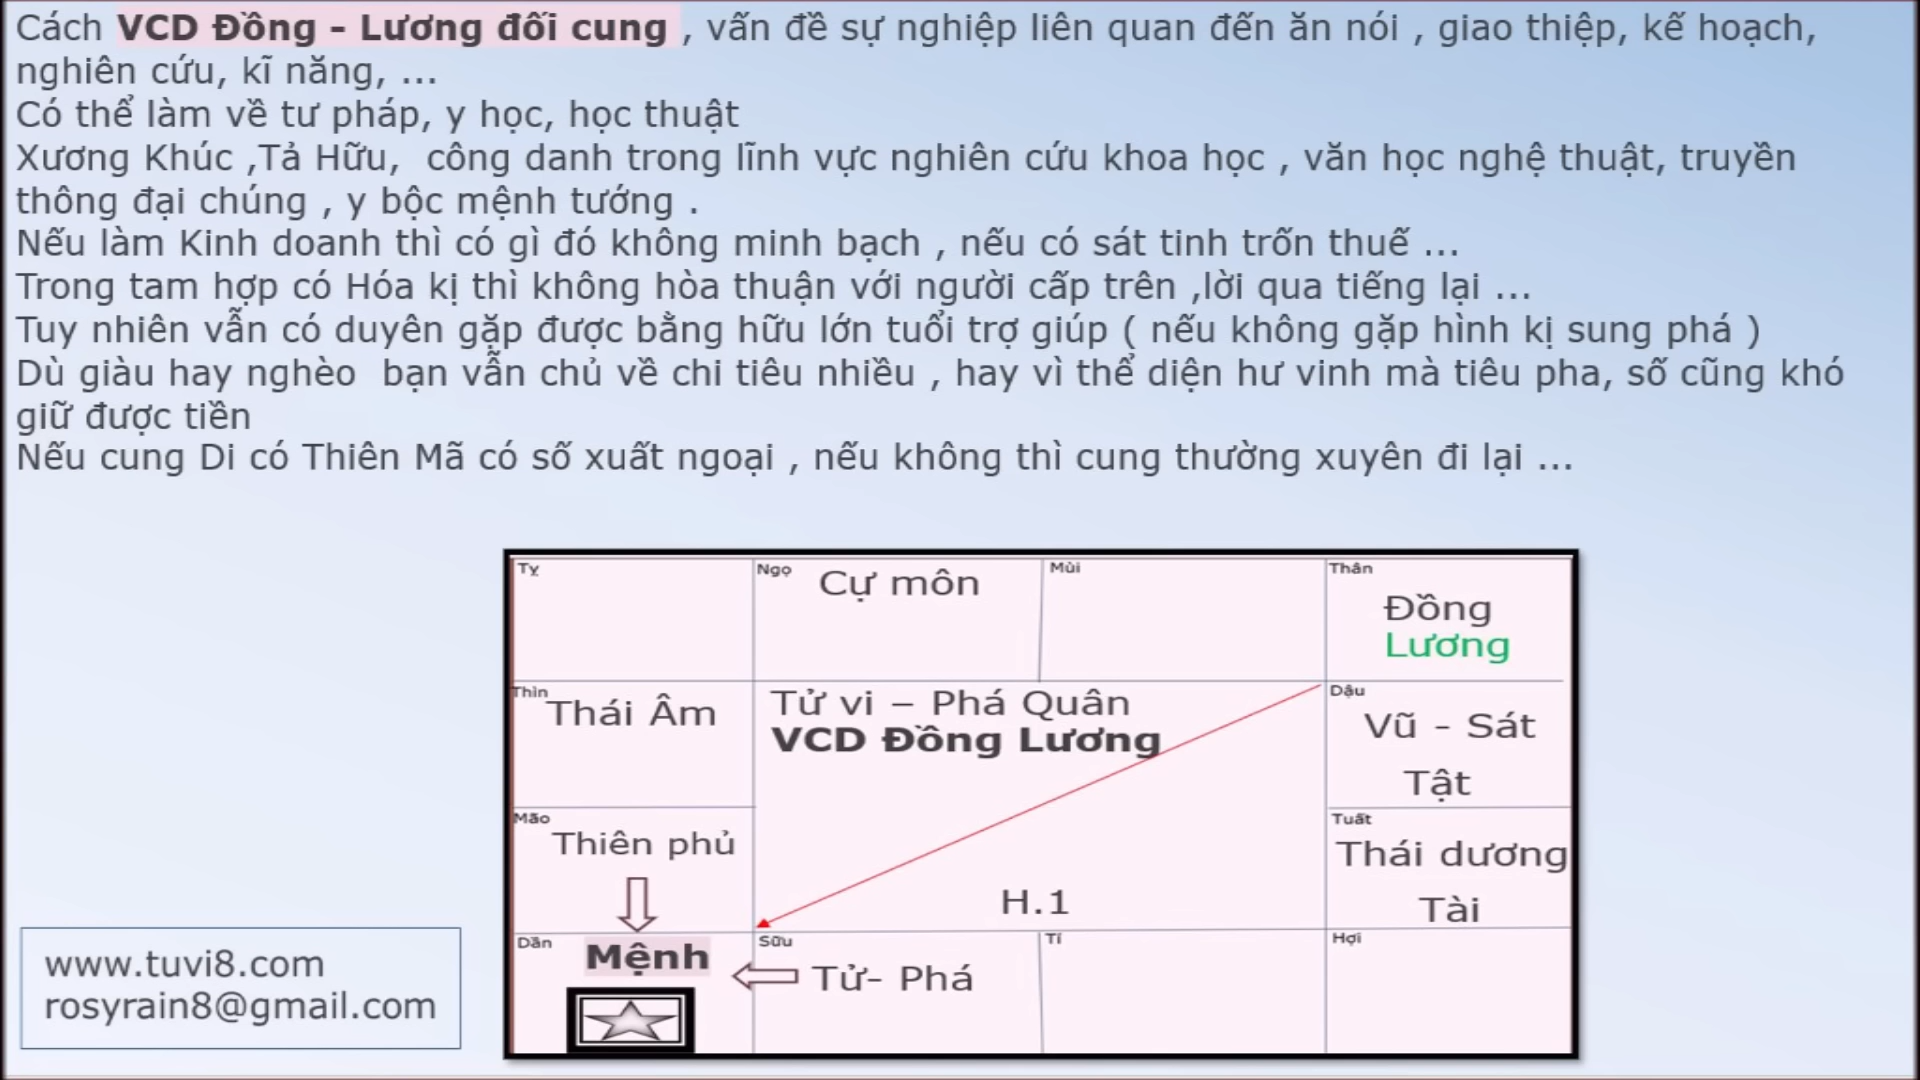 Cách VCD Đồng - Lương đối cung , vấn đề sự nghiệp liên quan đến ăn nói , giao thiệp, kế hoạch,
nghiên cứu, kĩ năng, ...
Có thể làm về tư pháp, y học, học thuật
Xương Khúc ,Tả Hữu, công danh trong lĩnh vực nghiên cứu khoa học , văn học nghệ thuật, truyền
thông đại chúng , y bộc mệnh tướng .
Nếu làm Kinh doanh thì có gì đó không minh bạch , nếu có sát tinh trốn thuế ...
Trong tam hợp có Hóa kị thì không hòa thuận với người cấp trên ,lời qua tiếng lại ...
Tuy nhiên vẫn có duyên gặp được bằng hữu lớn tuổi trợ giúp ( nếu không gặp hình kị sung phá )
Dù giàu hay nghèo bạn vẫn chủ về chi tiêu nhiều , hay vì thể diện hư vinh mà tiêu pha, số cũng khó
giữ được tiền
Nếu cung Di có Thiên Mã có số xuất ngoại , nếu không thì cung thường xuyên đi lại ...
Tỵ
Ngọ
Cự môn
Mùi
Thân
Đồng
Lương
Thìn
Thái Âm
Tử vi – Phá Quân
VCD Đồng Lương
Dậu
Vũ - Sát
Tật
Mão
Thiên phủ
H.1
Tuất
Thái dương
Tài
Dần
Mệnh
Sữu
Tử- Phá
Tí
Hợi
www.tuvi8.com
rosyrain8@gmail.com